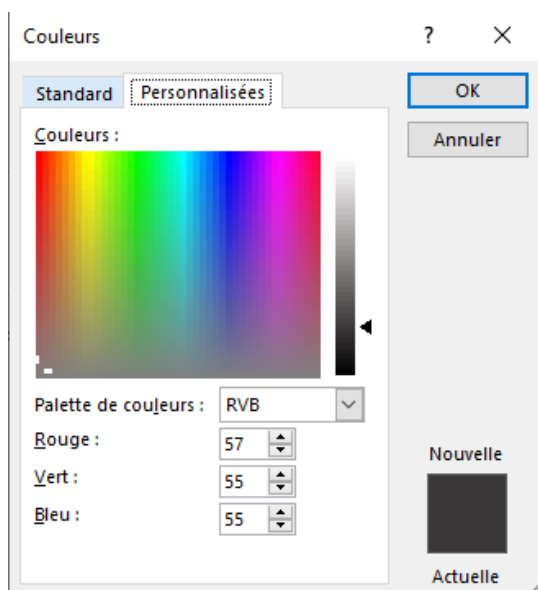 Couleurs ?
Standard Personnalisées OK
Couleurs : Annuler
Palette de couleurs : RVB
Rouge : 57
Nouvelle
Vert : 55
Bleu : 55
Actuelle